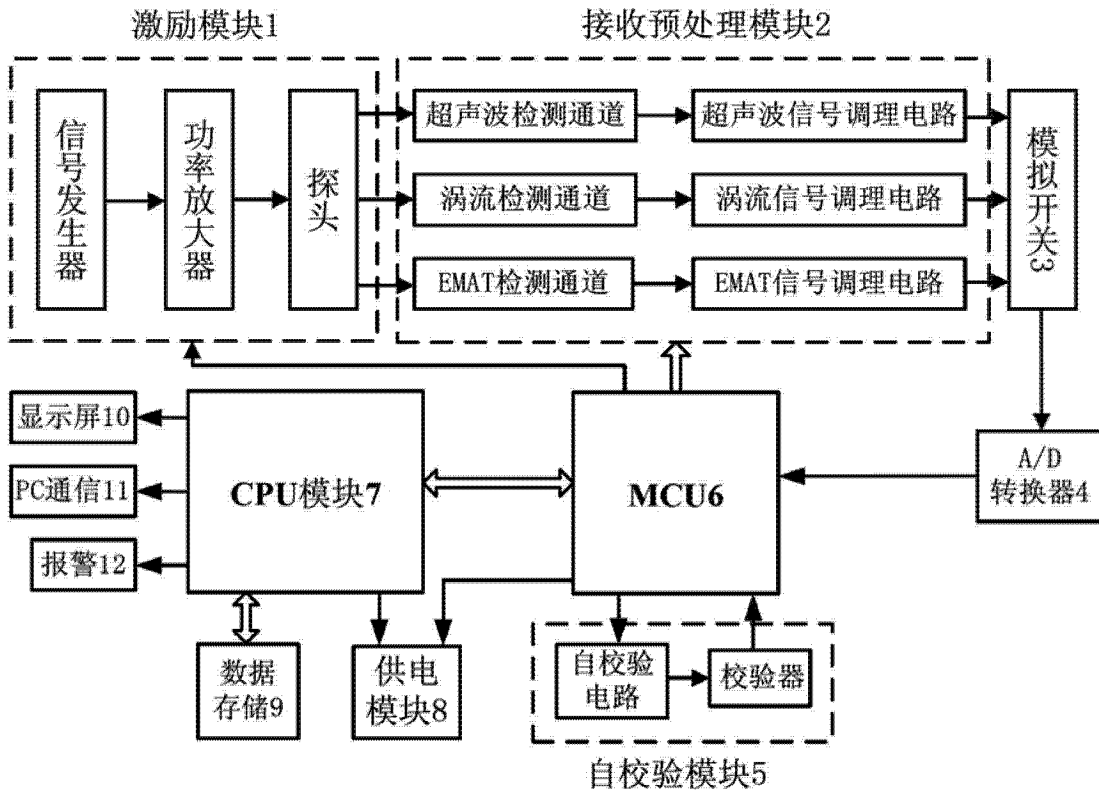 激励模块1
接收预处理模块2
信号发生器
功率放大器
探头
超声波检测通道
超声波信号调理电路
涡流检测通道
涡流信号调理电路
EMAT检测通道
EMAT信号调理电路
模拟开关3
显示屏10
PC通信11
报警12
CPU模块7
MCU6
A/D
转换器4
数据
存储9
供电
模块8
自校验
电路
校验器
自校验模块5